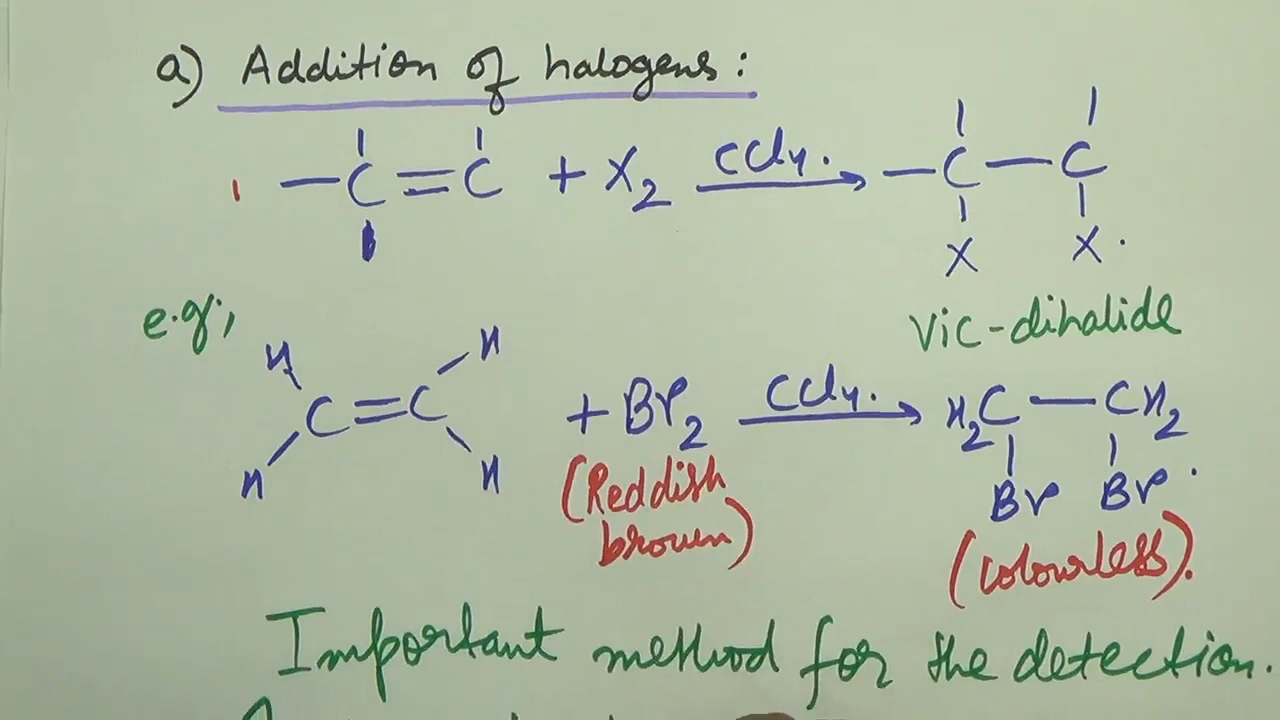 a) Addition of halogens :
— C = C + X2 CCl4. — C — C
X X.
Vic-dihalide
e.g;,
H H
C = C + Br2 CCl4. H2C — CH2
H H
Br Br.
(Reddish
brown)
(colourless).
Important method for the detection.